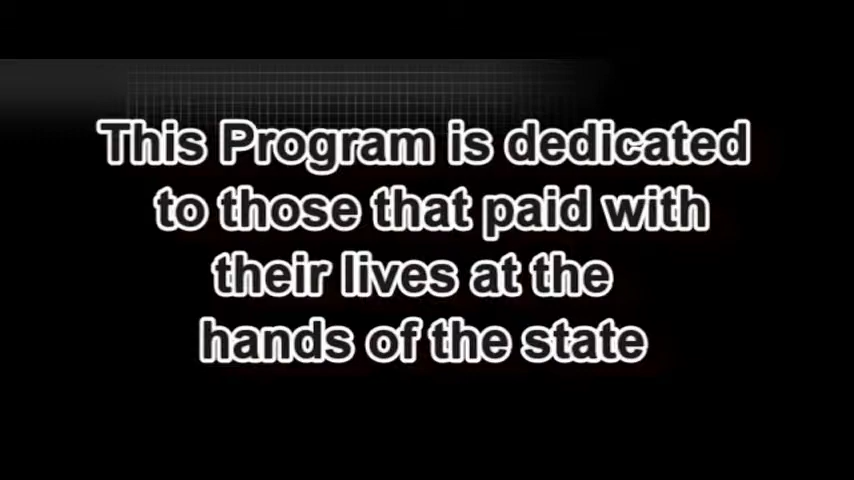 This Program is dedicated
to those that paid with
their lives at the
hands of the state